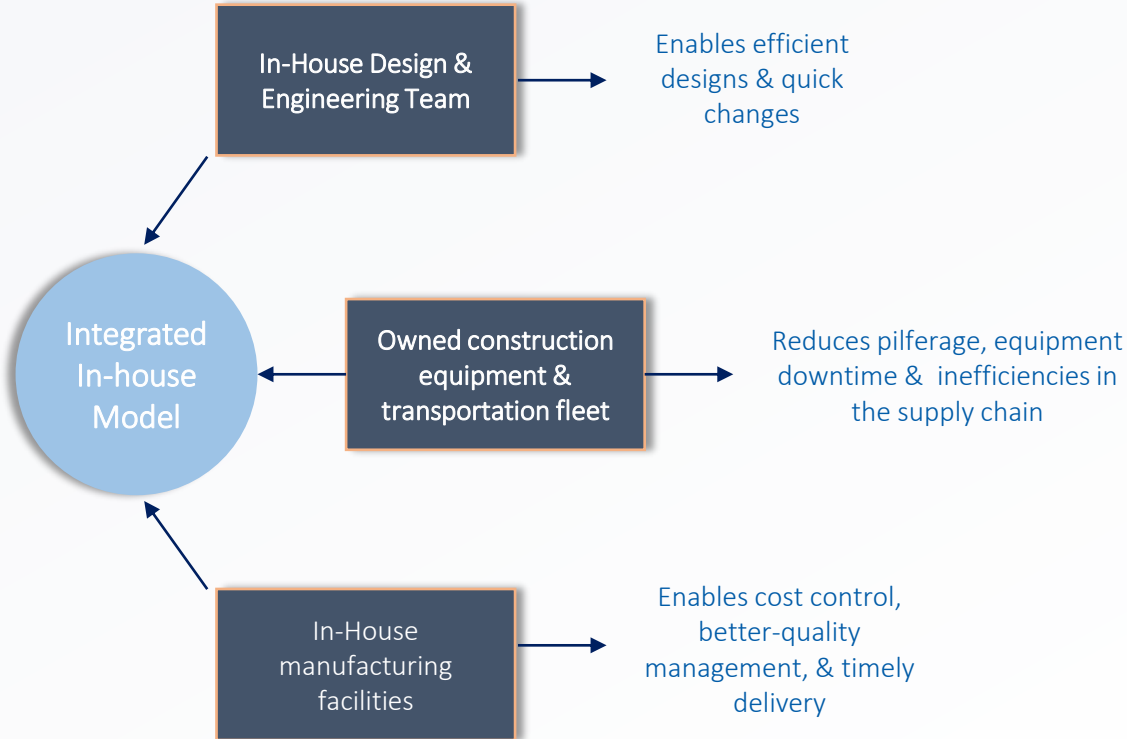 In-House Design &
Engineering Team
Enables efficient
designs & quick
changes
Integrated
In-house
Model
Owned construction
equipment &
transportation fleet
Reduces pilferage, equipment
downtime &  inefficiencies in
the supply chain
In-House
manufacturing
facilities
Enables cost control,
better-quality
management, & timely
delivery